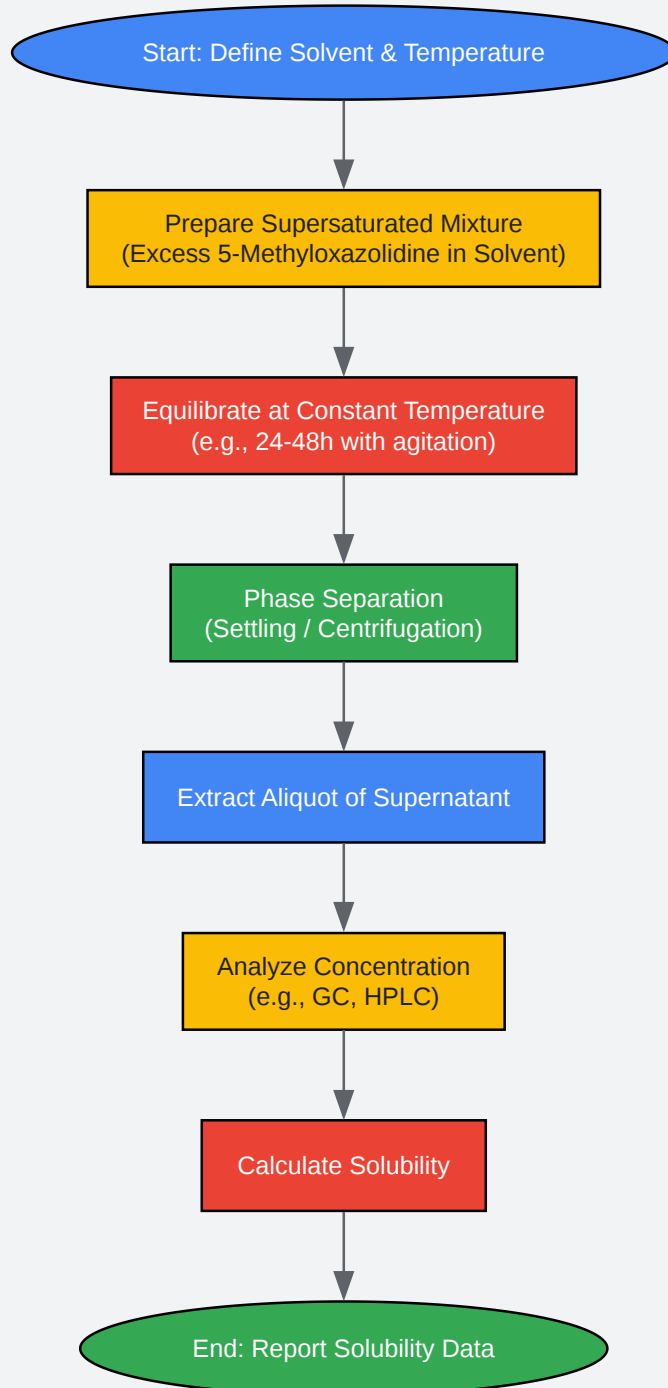 Start: Define Solvent & Temperature
Prepare Supersaturated Mixture
(Excess 5-Methyloxazolidine in Solvent)
Equilibrate at Constant Temperature
(e.g., 24-48h with agitation)
Phase Separation
(Settling / Centrifugation)
Extract Aliquot of Supernatant
Analyze Concentration
(e.g., GC, HPLC)
Calculate Solubility
End: Report Solubility Data